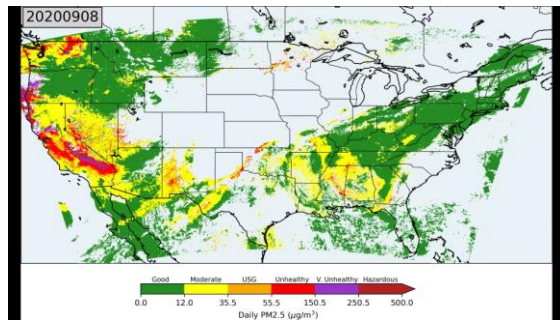 20200908
Good Moderate USG Unhealthy V. Unhealthy Hazardous
0.0 12.0 35.5 55.5 150.5 250.5 500.0
Daily PM2.5 (μg/m³)